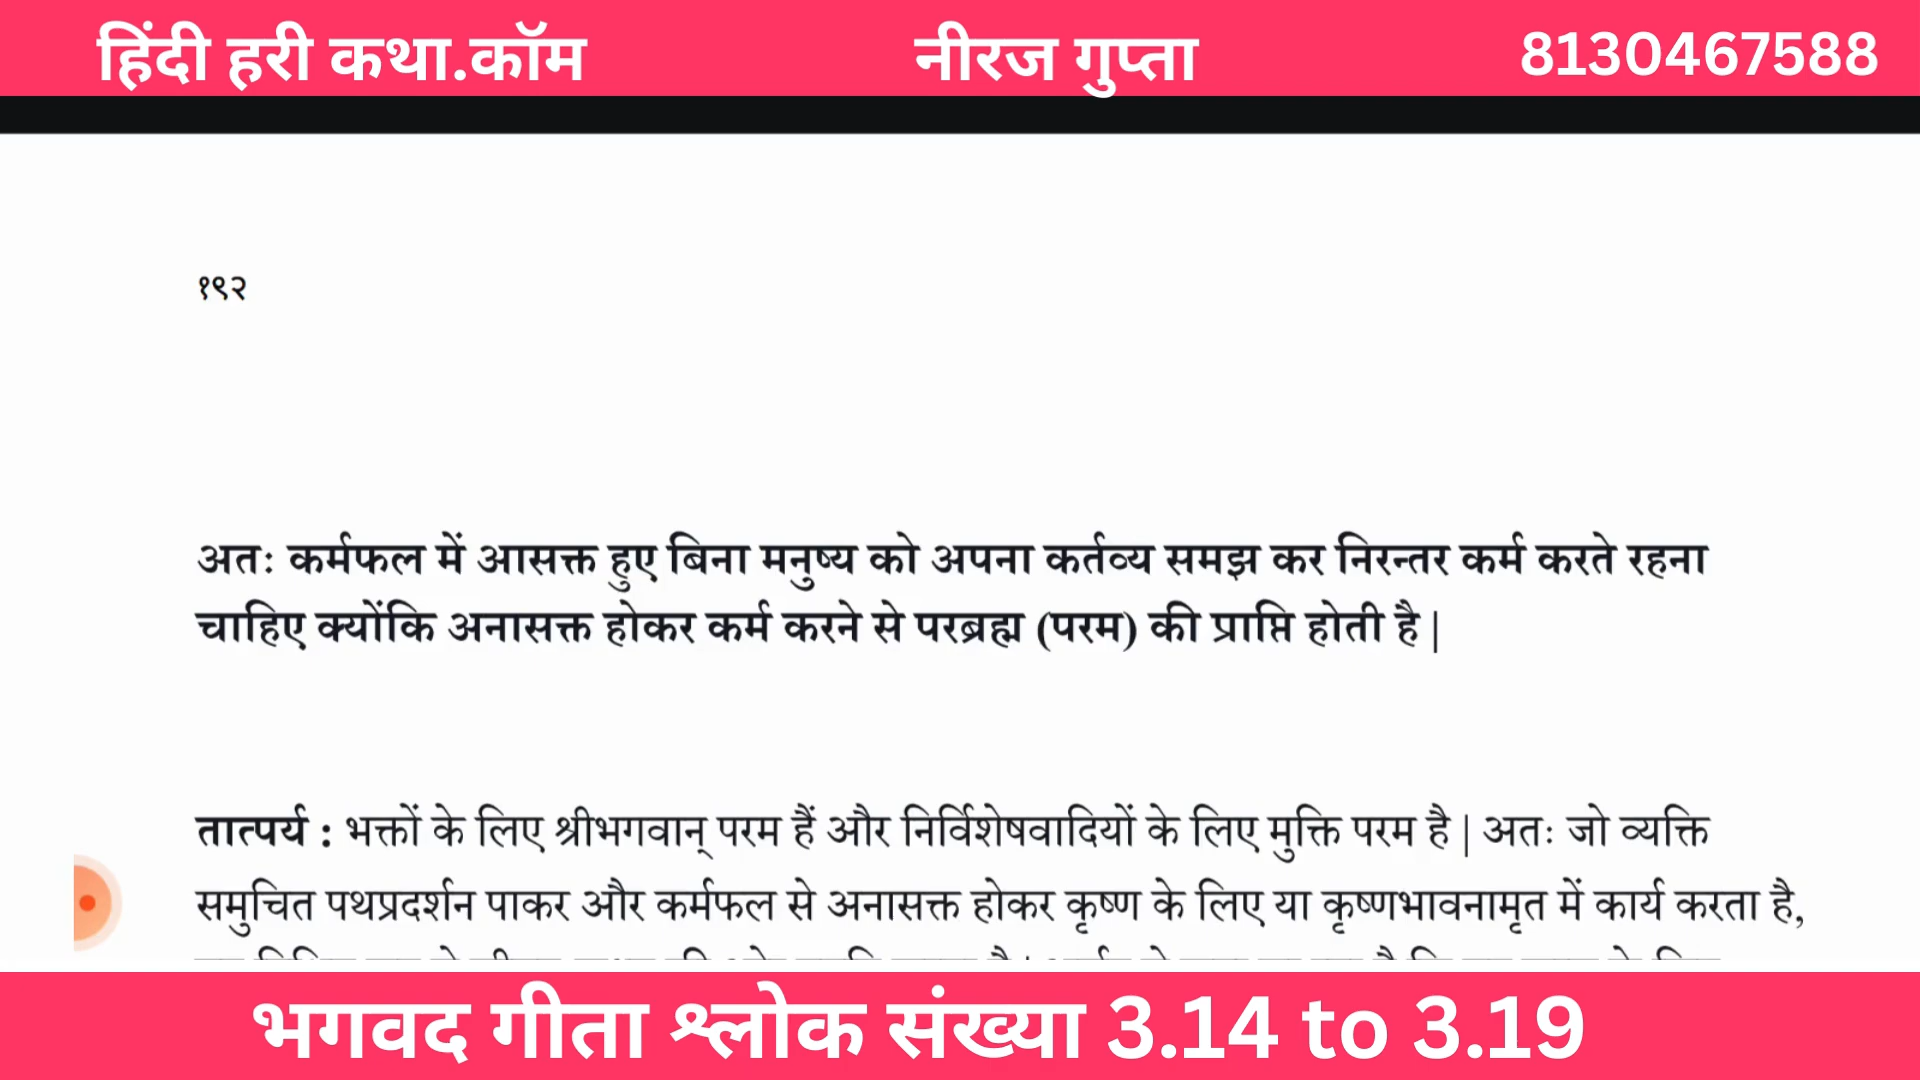 हिंदी हरी कथा.कॉम नीरज गुप्ता 8130467588
१९२
अतः कर्मफल में आसक्त हुए बिना मनुष्य को अपना कर्तव्य समझ कर निरन्तर कर्म करते रहना
चाहिए क्योंकि अनासक्त होकर कर्म करने से परब्रह्म (परम) की प्राप्ति होती है |
तात्पर्य : भक्तों के लिए श्रीभगवान् परम हैं और निर्विशेषवादियों के लिए मुक्ति परम है | अतः जो व्यक्ति
समुचित पथप्रदर्शन पाकर और कर्मफल से अनासक्त होकर कृष्ण के लिए या कृष्णभावनामृत में कार्य करता है,
भगवद गीता श्लोक संख्या 3.14 to 3.19